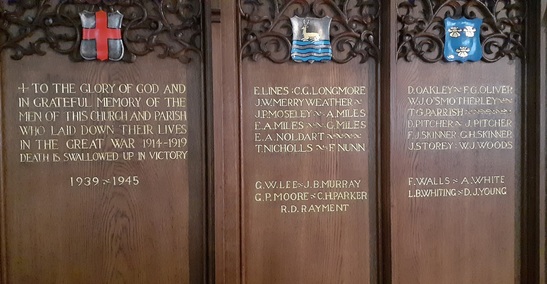 + TO THE GLORY OF GOD AND
IN GRATEFUL MEMORY OF THE
MEN OF THIS CHURCH AND PARISH
WHO LAID DOWN THEIR LIVES
IN THE GREAT WAR 1914-1919
DEATH IS SWALLOWED UP IN VICTORY
1939 ~ 1945
E.LINES ~ C.G.LONGMORE
J.W.MERRYWEATHER ~
J.P.MOSELEY ~ A.MILES
E.A.MILES ~ G.MILES
E.A.NOLDART ~
T.NICHOLLS ~ F.NUNN
G.W.LEE ~ J.B.MURRAY
G.P.MOORE ~ C.H.PARKER
R.D.RAYMENT
D.OAKLEY ~ F.G.OLIVER
W.J.O'SMOTHERLEY ~
T.G.PARRISH ~
D.PITCHER ~ J.PITCHER
F.J.SKINNER G.H.SKINNER
J.STOREY W.J.WOODS
F.WALLS ~ A.WHITE
L.B.WHITING ~ D.J.YOUNG